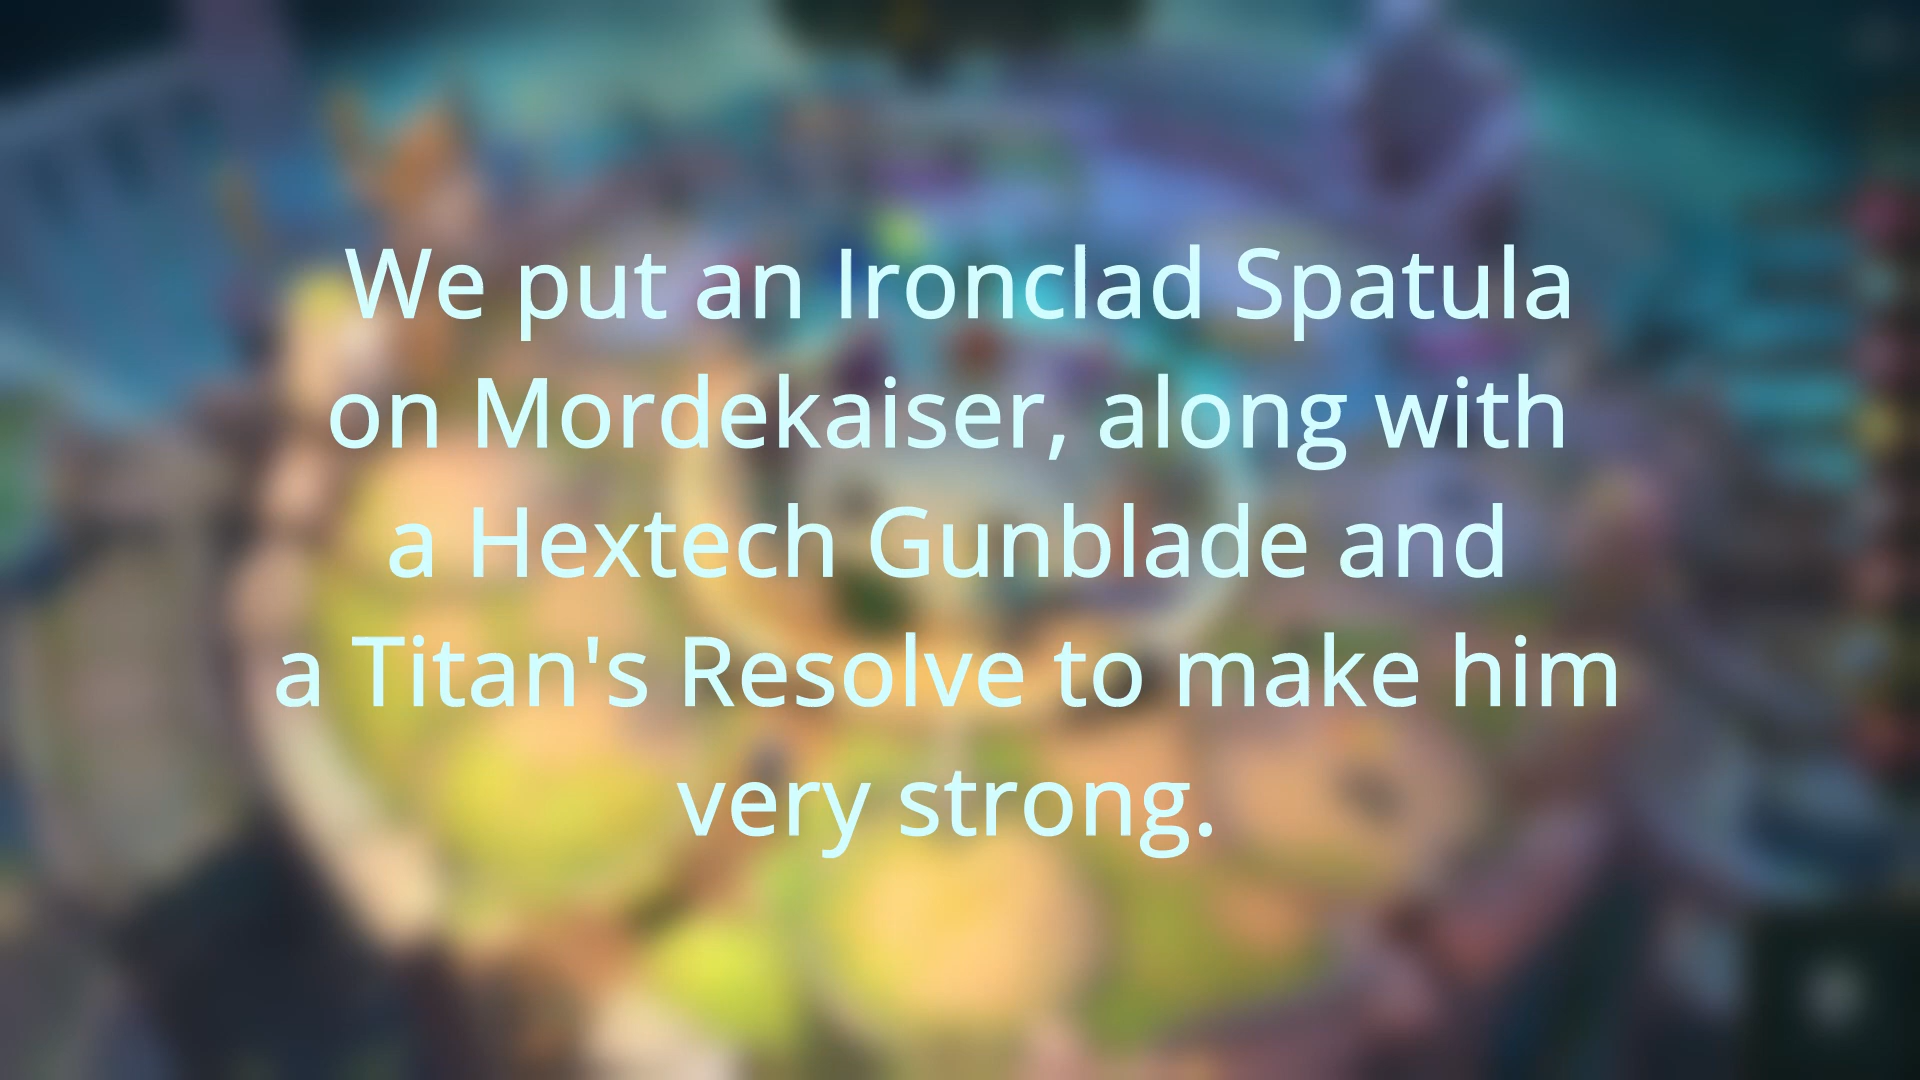 We put an Ironclad Spatula
on Mordekaiser, along with
a Hextech Gunblade and
a Titan's Resolve to make him
very strong.